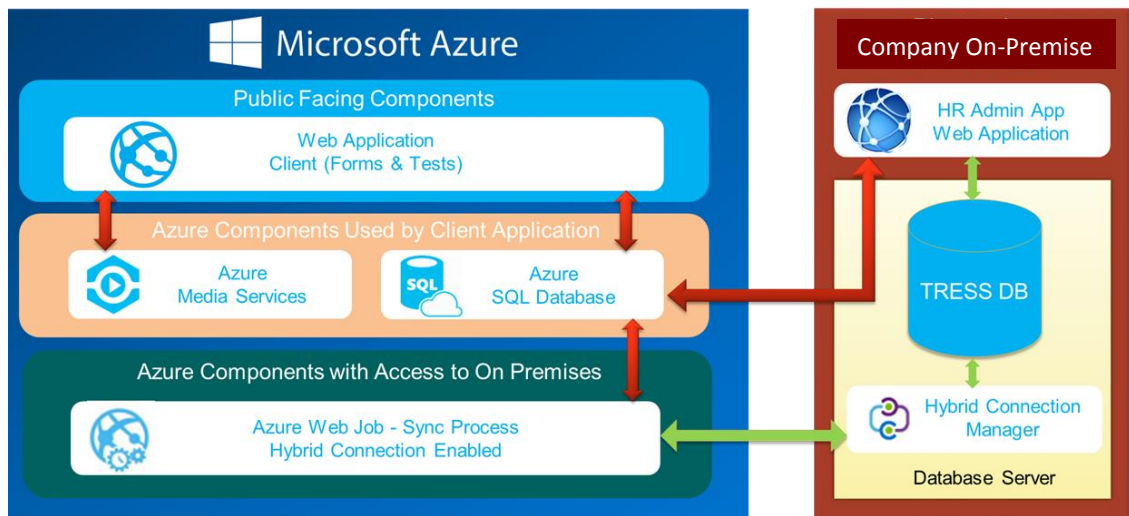 Microsoft Azure
Public Facing Components
Web Application
Client (Forms & Tests)
Azure Components Used by Client Application
Azure
Media Services
SQL
Azure
SQL Database
Azure Components with Access to On Premises
Azure Web Job - Sync Process
Hybrid Connection Enabled
Company On-Premise
HR Admin App
Web Application
TRESS DB
Hybrid Connection
Manager
Database Server